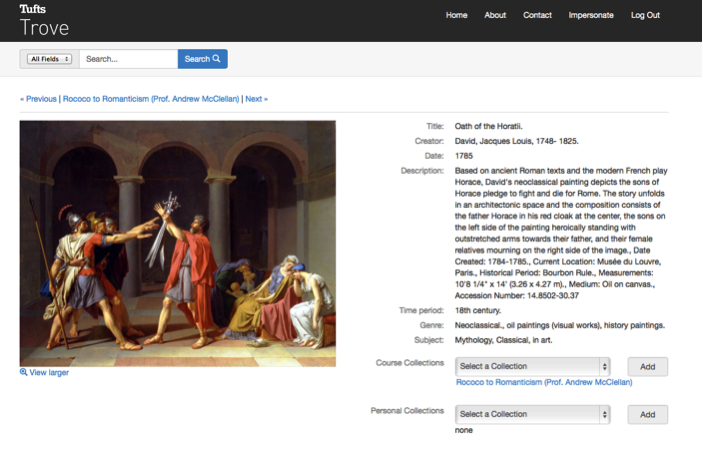 Tufts
Trove
Home About Contact Impersonate Log Out
All Fields Search... Search
« Previous | Rococo to Romanticism (Prof. Andrew McClellan) | Next »
Title: Oath of the Horatii.
Creator: David, Jacques Louis, 1748- 1825.
Date: 1785
Description: Based on ancient Roman texts and the modern French play
Horace, David's neoclassical painting depicts the sons of
Horace pledge to fight and die for Rome. The story unfolds
in an architectonic space and the composition consists of
the father Horace in his red cloak at the center, the sons on
the left side of the painting heroically standing with
outstretched arms towards their father, and their female
relatives mourning on the right side of the image., Date
Created: 1784-1785., Current Location: Musée du Louvre,
Paris., Historical Period: Bourbon Rule., Measurements:
10'8 1/4" x 14' (3.26 x 4.27 m)., Medium: Oil on canvas.,
Accession Number: 14.8502-30.37
Time period: 18th century.
Genre: Neoclassical., oil paintings (visual works), history paintings.
Subject: Mythology, Classical, in art.
Course Collections Select a Collection Add
Rococo to Romanticism (Prof. Andrew McClellan)
View larger
Personal Collections Select a Collection Add
none